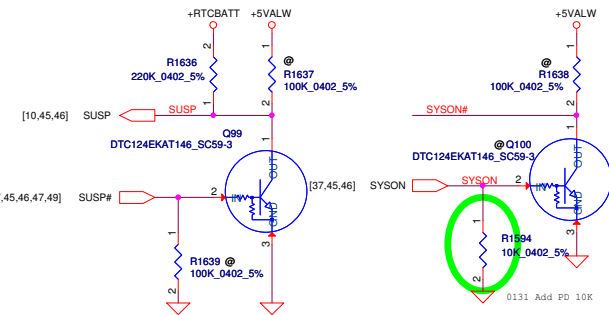 +RTCBATT +5VALW +5VALW
2 1 @ 1 @
R1636 R1637 R1638
220K_0402_5% 100K_0402_5% 100K_0402_5%
1 2 2
[10,45,46] SUSP SUSP SYSON#
Q99 1 @ Q100 1
DTC124EKAT146_SC59-3 DTC124EKAT146_SC59-3
OUT OUT
7,45,46,47,49] SUSP# 2 IN [37,45,46] SYSON SYSON 2 IN
GND GND
1 3 1 3
R1639 @ R1594
100K_0402_5% 10K_0402_5%
2 2
0131 Add PD 10K